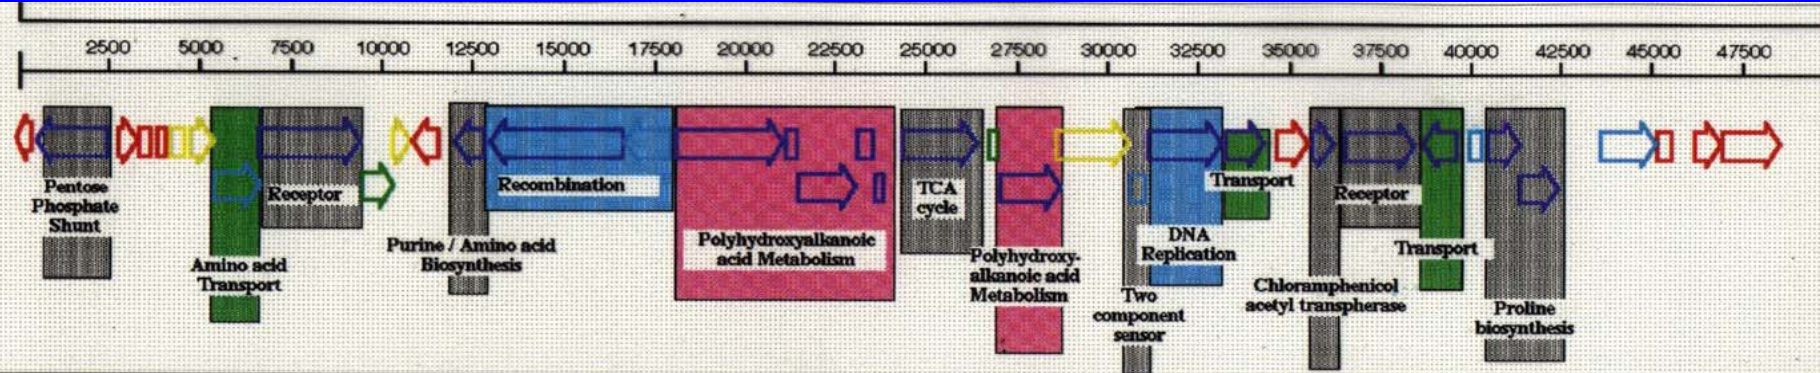 2500 5000 7500 10000 12500 15000 17500 20000 22500 25000 27500 30000 32500 35000 37500 40000 42500 45000 47500
Pentose
Phosphate
Shunt
Amino acid
Transport
Receptor
Purine / Amino acid
Biosynthesis
Recombination
Polyhydroxyalkanoic
acid Metabolism
TCA
cycle
Polyhydroxy-
alkanoic acid
Metabolism
Two
component
sensor
DNA
Replication
Transport
Chloramphenicol
acetyl transpherase
Receptor
Transport
Proline
biosynthesis